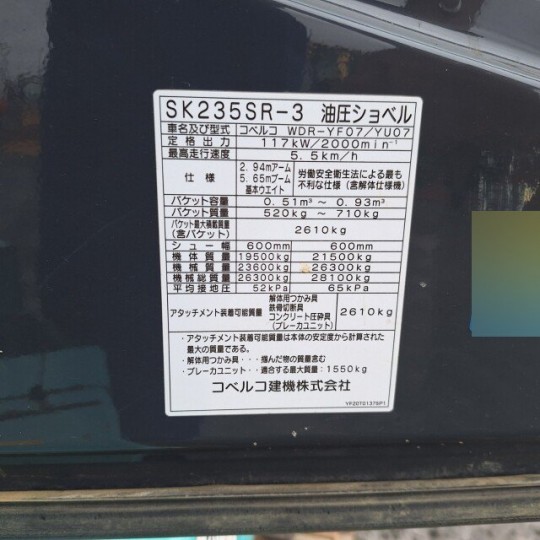 SK235SR-3 油圧ショベル
車名及び型式 コベルコ WDR-YF07/YU07
定格出力 117kW/2000min⁻¹
最高走行速度 5.5km/h
仕様 2.94mアーム 5.65mブーム 基本ウエイト 労働安全衛生法による最も不利な仕様(含解体仕様機)
バケット容量 0.51m³ ~ 0.93m³
バケット質量 520kg ~ 710kg
バケット最大積載質量(含バケット) 2610kg
シュー幅 600mm 600mm
機体質量 19500kg 21500kg
機械質量 23600kg 26300kg
機械総質量 26300kg 28100kg
平均接地圧 52kPa 65kPa
アタッチメント装着可能質量 解体用つかみ具 鉄骨切断具 コンクリート圧砕具 (ブレーカユニット) 2610kg
・アタッチメント装着可能質量は本体の安定度から計算された
最大の質量である。
・解体用つかみ具・・・掴んだ物の質量含む
・ブレーカユニット・・適合する最大質量:1550kg
コベルコ建機株式会社